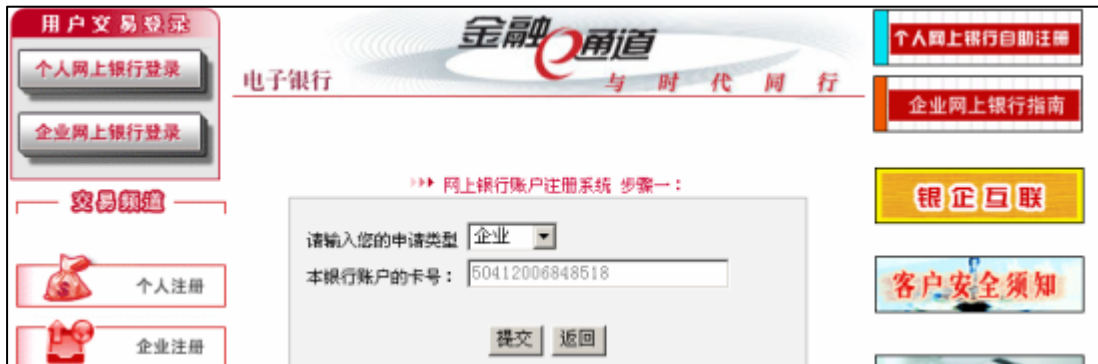 用户交易登录
个人网上银行登录
企业网上银行登录
交易频道
个人注册
企业注册
金融e通道
电子银行
与时代同行
网上银行账户注册系统 步骤一：
请输入您的申请类型 企业
本银行账户的卡号： 50412006848518
提交 返回
个人网上银行自助注册
企业网上银行指南
银企互联
客户安全须知